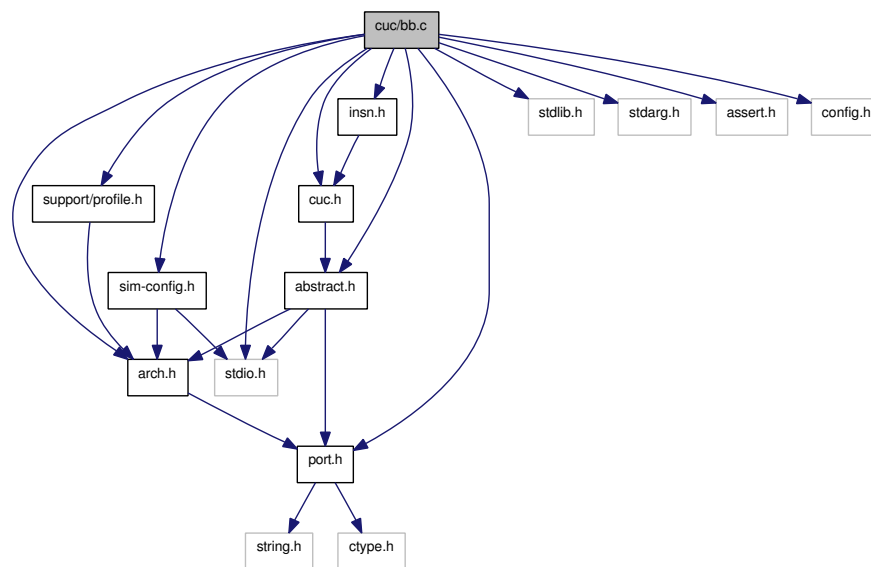 cuc/bb.c
insn.h
stdlib.h
stdarg.h
assert.h
config.h
support/profile.h
cuc.h
sim-config.h
abstract.h
arch.h
stdio.h
port.h
string.h
ctype.h